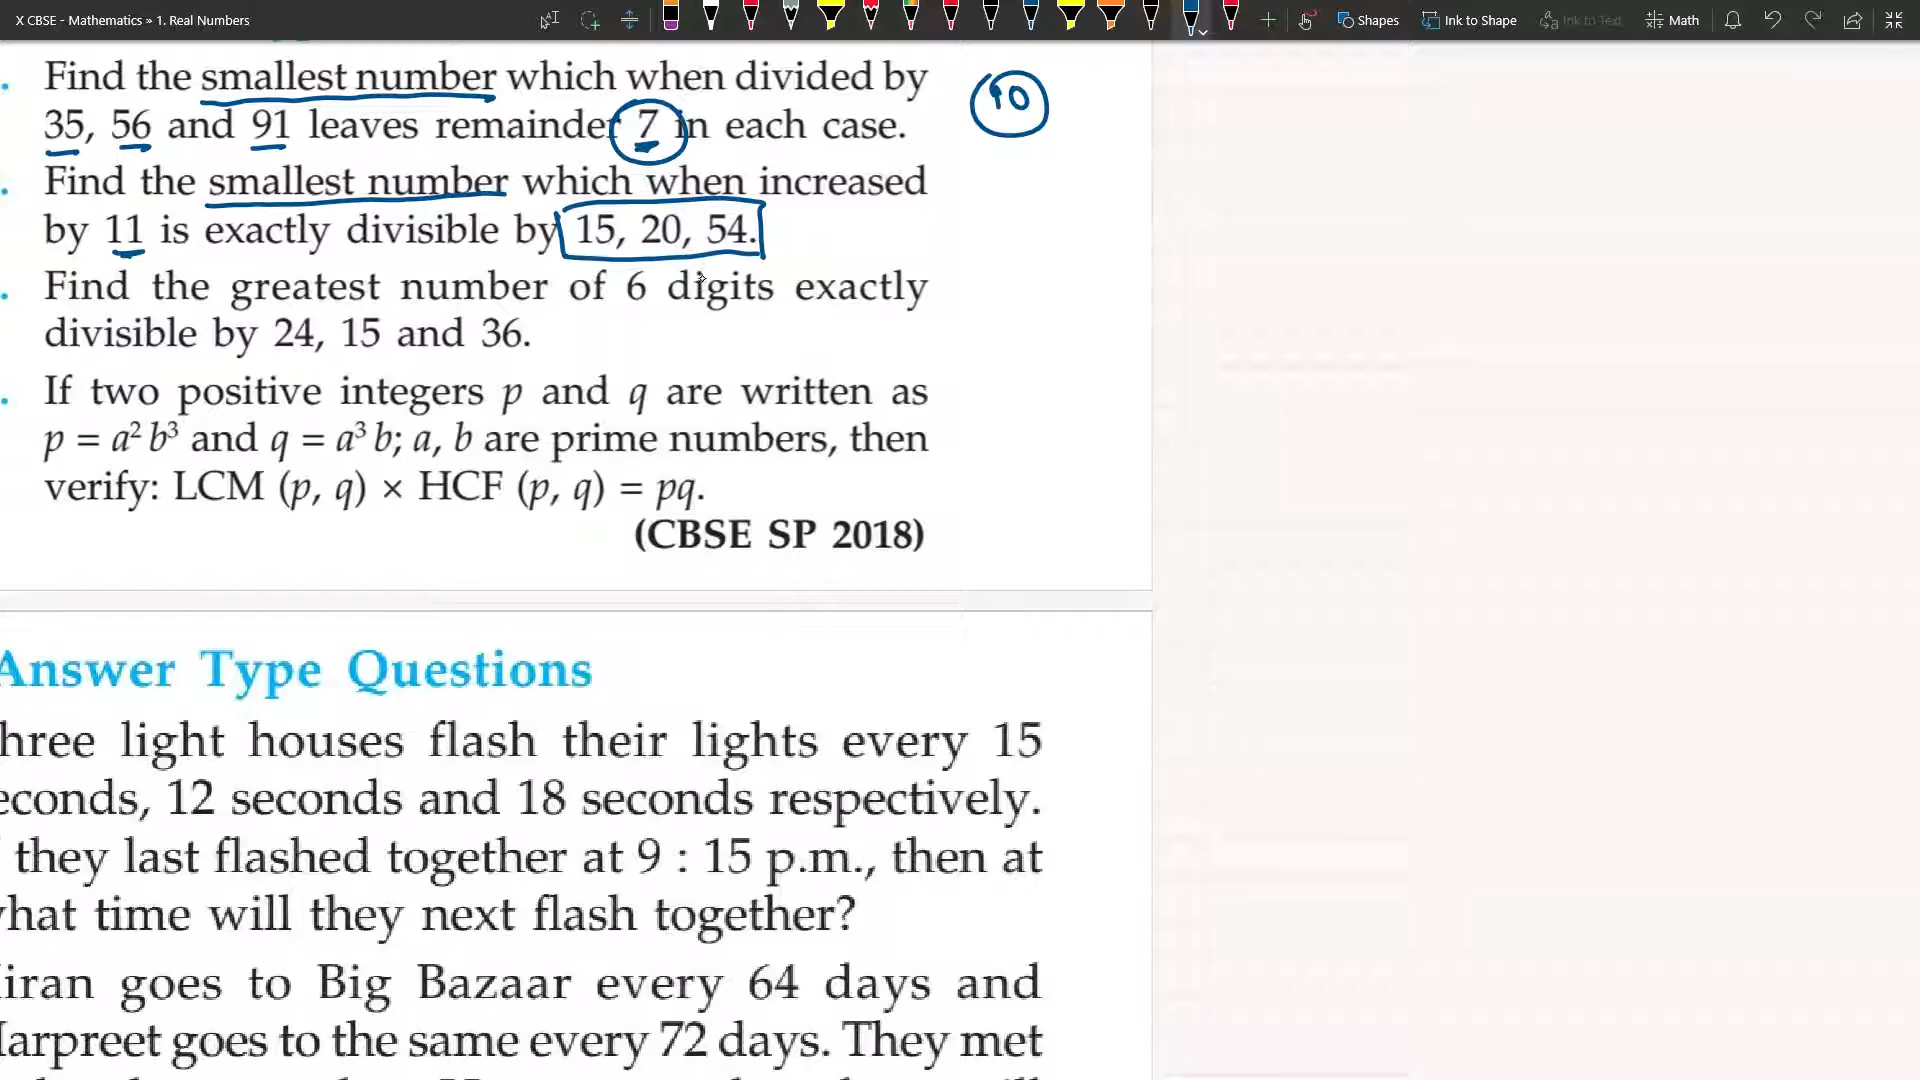 X CBSE - Mathematics » 1. Real Numbers
Shapes
Ink to Shape
Ink to Text
Math
. Find the smallest number which when divided by
35, 56 and 91 leaves remainder 7 in each case.
10
. Find the smallest number which when increased
by 11 is exactly divisible by 15, 20, 54.
. Find the greatest number of 6 digits exactly
divisible by 24, 15 and 36.
. If two positive integers p and q are written as
p = a² b³ and q = a³ b; a, b are prime numbers, then
verify: LCM (p, q) × HCF (p, q) = pq.
(CBSE SP 2018)
Answer Type Questions
hree light houses flash their lights every 15
econds, 12 seconds and 18 seconds respectively.
they last flashed together at 9 : 15 p.m., then at
hat time will they next flash together?
iran goes to Big Bazaar every 64 days and
arpreet goes to the same every 72 days. They met